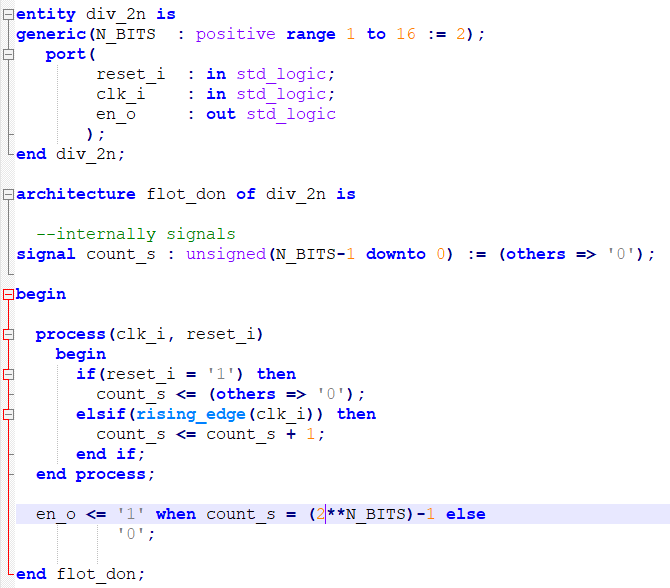 entity div_2n is
generic(N_BITS  : positive range 1 to 16 := 2);
   port(
        reset_i  : in std_logic;
        clk_i    : in std_logic;
        en_o     : out std_logic
       );
end div_2n;
architecture flot_don of div_2n is
  --internally signals
signal count_s : unsigned(N_BITS-1 downto 0) := (others => '0');
begin
  process(clk_i, reset_i)
    begin
      if(reset_i = '1') then
        count_s <= (others => '0');
      elsif(rising_edge(clk_i)) then
        count_s <= count_s + 1;
      end if;
  end process;
  en_o <= '1' when count_s = (2**N_BITS)-1 else
          '0';
end flot_don;